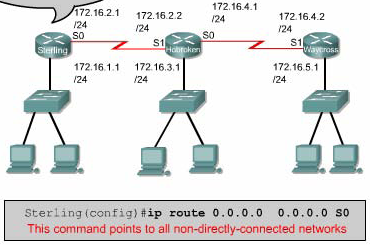 172.16.2.1
/24
172.16.2.2
/24
172.16.4.1
/24
172.16.4.2
/24
Sterling
S0
S1
Hoboken
S0
S1
Waycross
172.16.1.1
/24
172.16.3.1
/24
172.16.5.1
/24
Sterling(config)#ip route 0.0.0.0 0.0.0.0 S0
This command points to all non-directly-connected networks